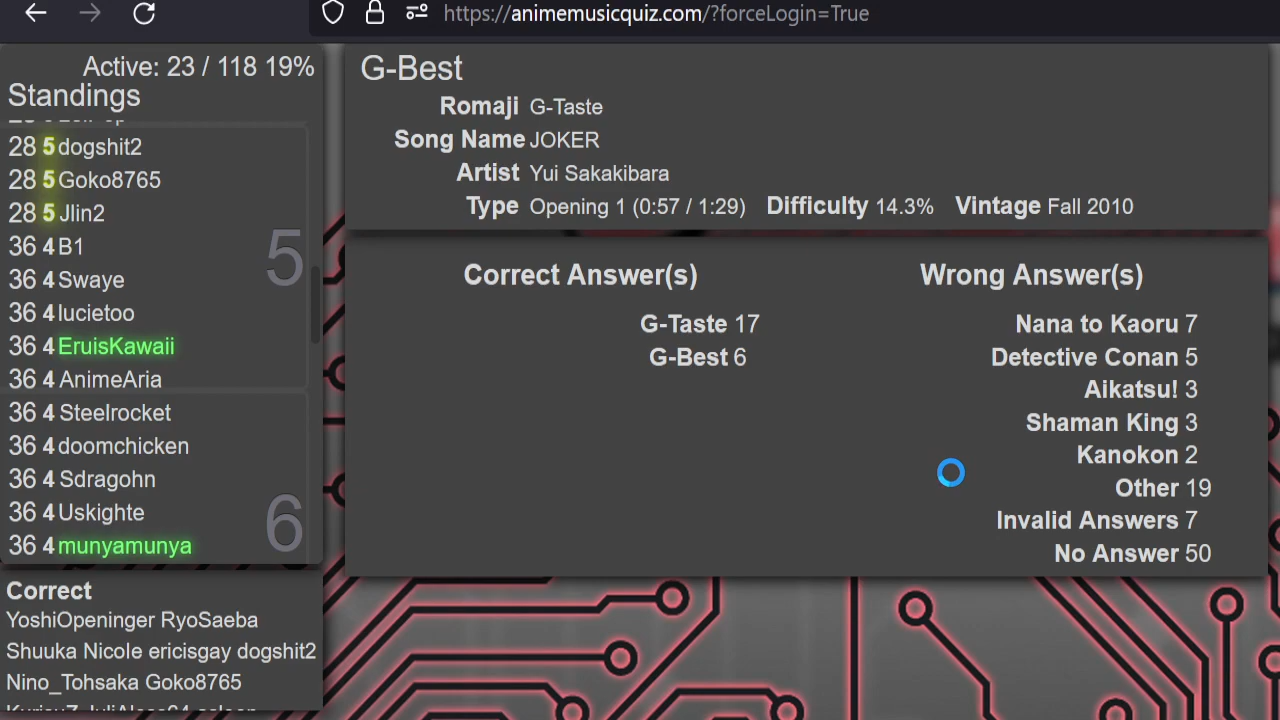 https://animemusicquiz.com/?forceLogin=True
Active: 23 / 118 19%
Standings
28 5 dogshit2
28 5 Goko8765
28 5 Jlin2
36 4 B1
36 4 Swaye
36 4 lucietoo
36 4 EruisKawaii
36 4 AnimeAria
5
36 4 Steelrocket
36 4 doomchicken
36 4 Sdragohn
36 4 Uskighte
36 4 munyamunya
6
Correct
YoshiOpeninger RyoSaeba
Shuuka Nicole ericisgay dogshit2
Nino_Tohsaka Goko8765
G-Best
Romaji G-Taste
Song Name JOKER
Artist Yui Sakakibara
Type Opening 1 (0:57 / 1:29) Difficulty 14.3% Vintage Fall 2010
Correct Answer(s)
G-Taste 17
G-Best 6
Wrong Answer(s)
Nana to Kaoru 7
Detective Conan 5
Aikatsu! 3
Shaman King 3
Kanokon 2
Other 19
Invalid Answers 7
No Answer 50